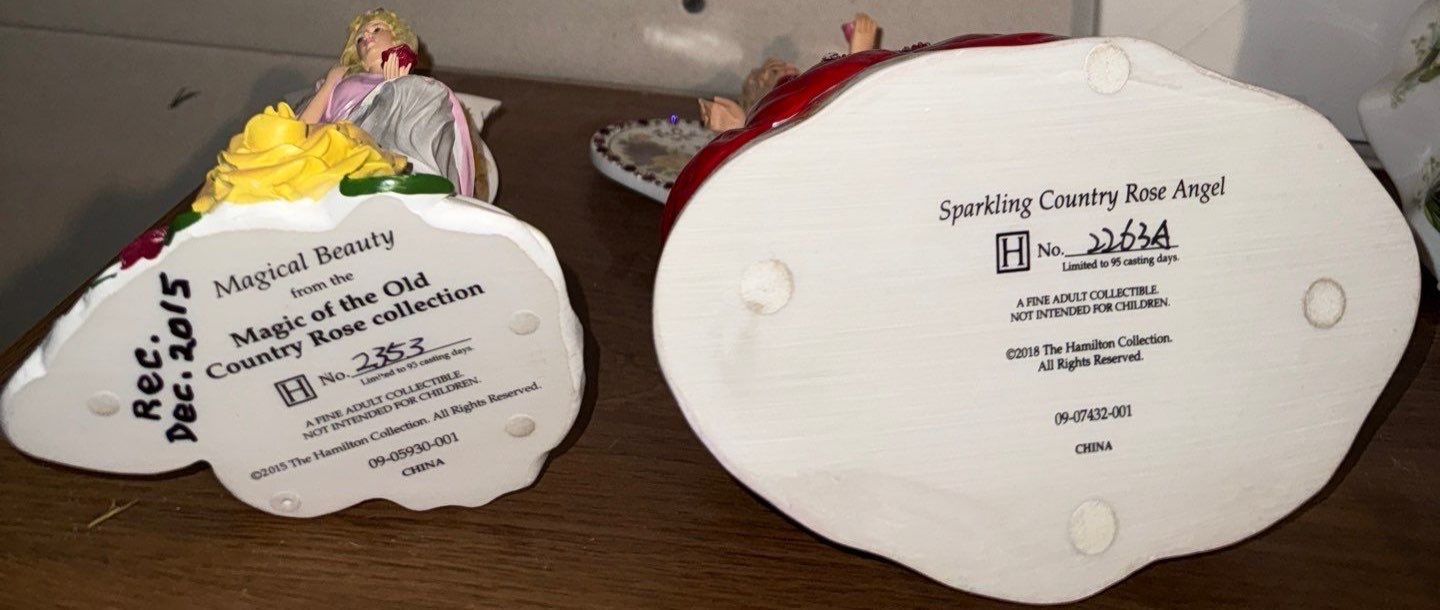 Rec.
Dec. 2015
Magical Beauty
from the
Magic of the Old
Country Rose collection
H No. 2353
Limited to 95 casting days.
A FINE ADULT COLLECTIBLE.
NOT INTENDED FOR CHILDREN.
©2015 The Hamilton Collection. All Rights Reserved.
09-05930-001
CHINA
Sparkling Country Rose Angel
H No. 2263A
Limited to 95 casting days.
A FINE ADULT COLLECTIBLE.
NOT INTENDED FOR CHILDREN.
©2018 The Hamilton Collection.
All Rights Reserved.
09-07432-001
CHINA